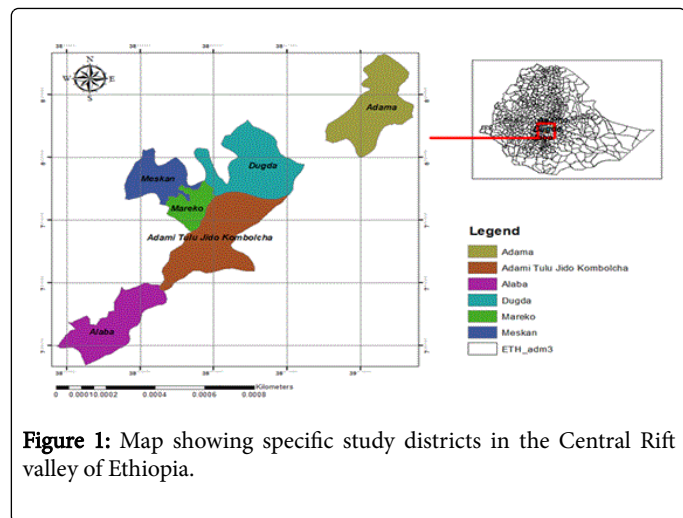 N
W
E
S
Adama
Dugda
Meskan
Mareko
Adami Tulu Jido Kombolcha
Alaba
Kilometers
0 0.00010.0002 0.0004 0.0006 0.0008
Legend
Adama
Adami Tulu Jido Kombolcha
Alaba
Dugda
Mareko
Meskan
ETH_adm3
Figure 1: Map showing specific study districts in the Central Rift
valley of Ethiopia.